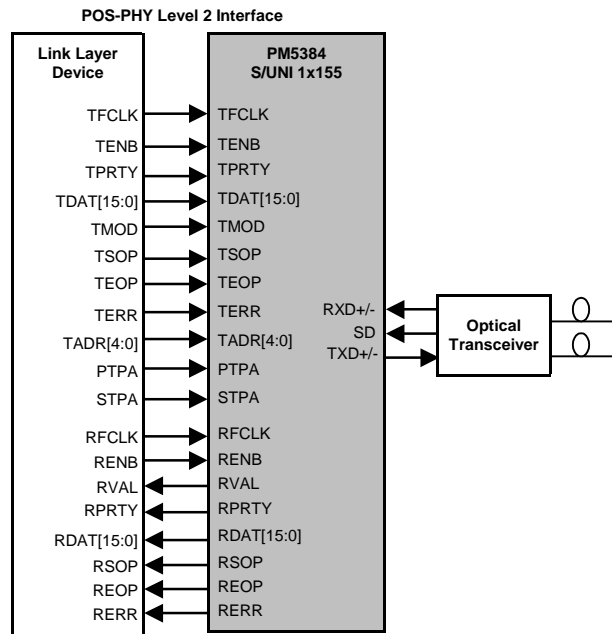 POS-PHY Level 2 Interface
Link Layer
Device
PM5384
S/UNI 1x155
TFCLK TFCLK
TENB TENB
TPRTY TPRTY
TDAT[15:0] TDAT[15:0]
TMOD TMOD
TSOP TSOP
TEOP TEOP
TERR TERR
TADR[4:0] TADR[4:0]
PTPA PTPA
STPA STPA
RFCLK RFCLK
RENB RENB
RVAL RVAL
RPRTY RPRTY
RDAT[15:0] RDAT[15:0]
RSOP RSOP
REOP REOP
RERR RERR
RXD+/-
SD
TXD+/-
Optical
Transceiver